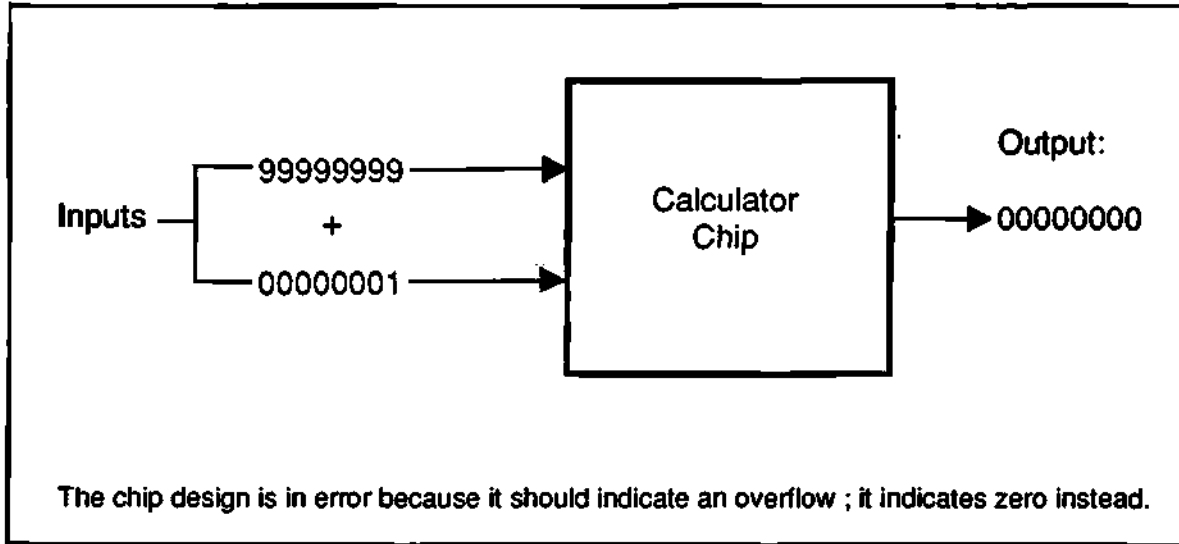 Inputs
99999999
+
00000001
Calculator
Chip
Output:
00000000
The chip design is in error because it should indicate an overflow ; it indicates zero instead.